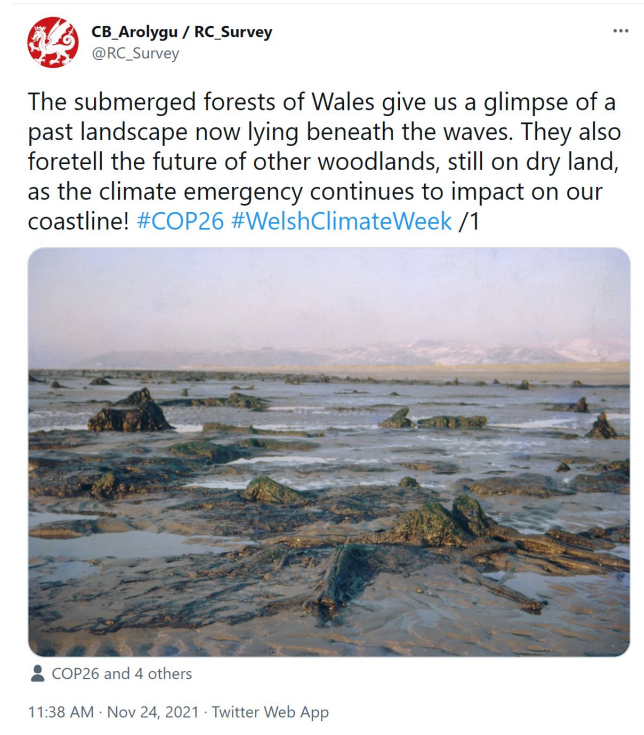 CB_Arolygu / RC_Survey
@RC_Survey
The submerged forests of Wales give us a glimpse of a
past landscape now lying beneath the waves. They also
foretell the future of other woodlands, still on dry land,
as the climate emergency continues to impact on our
coastline! #COP26 #WelshClimateWeek /1
COP26 and 4 others
11:38 AM · Nov 24, 2021 · Twitter Web App